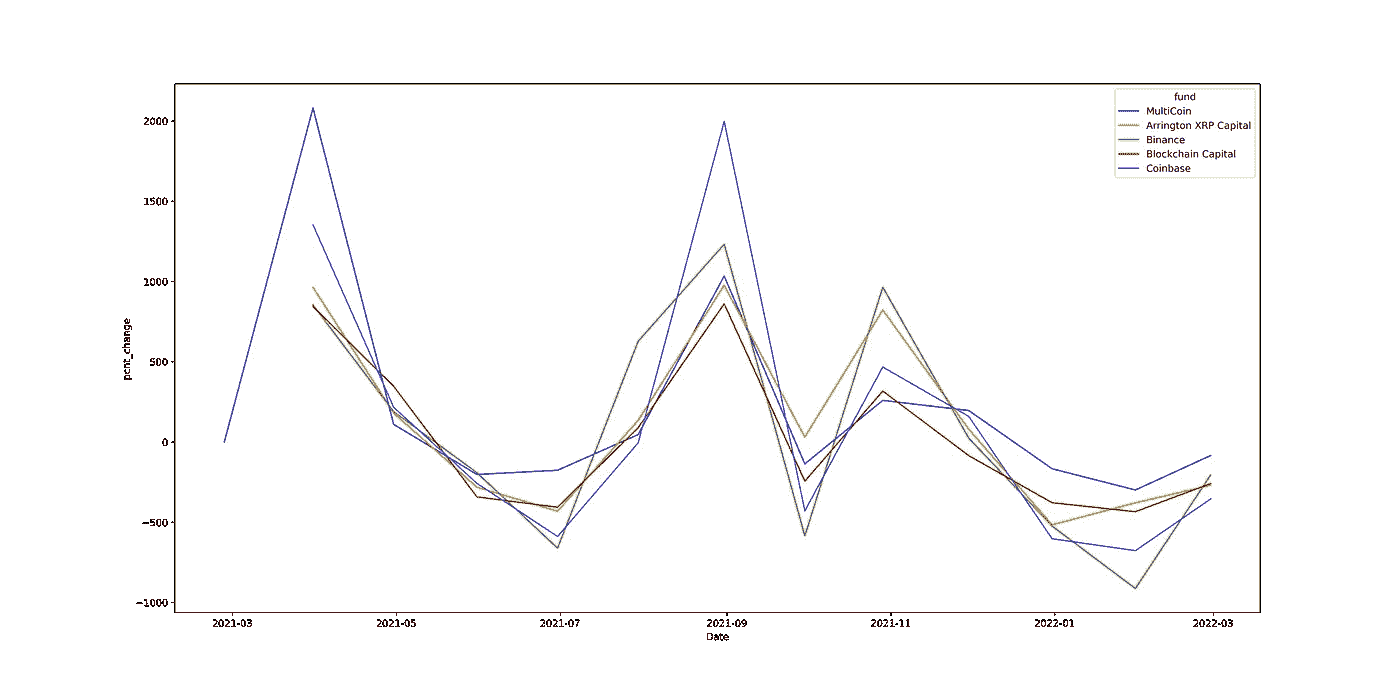 fund
MultiCoin
Arrington XRP Capital
Binance
Blockchain Capital
Coinbase
2000
1500
1000
500
0
−500
−1000
pcnt_change
2021-03 2021-05 2021-07 2021-09 2021-11 2022-01 2022-03
Date